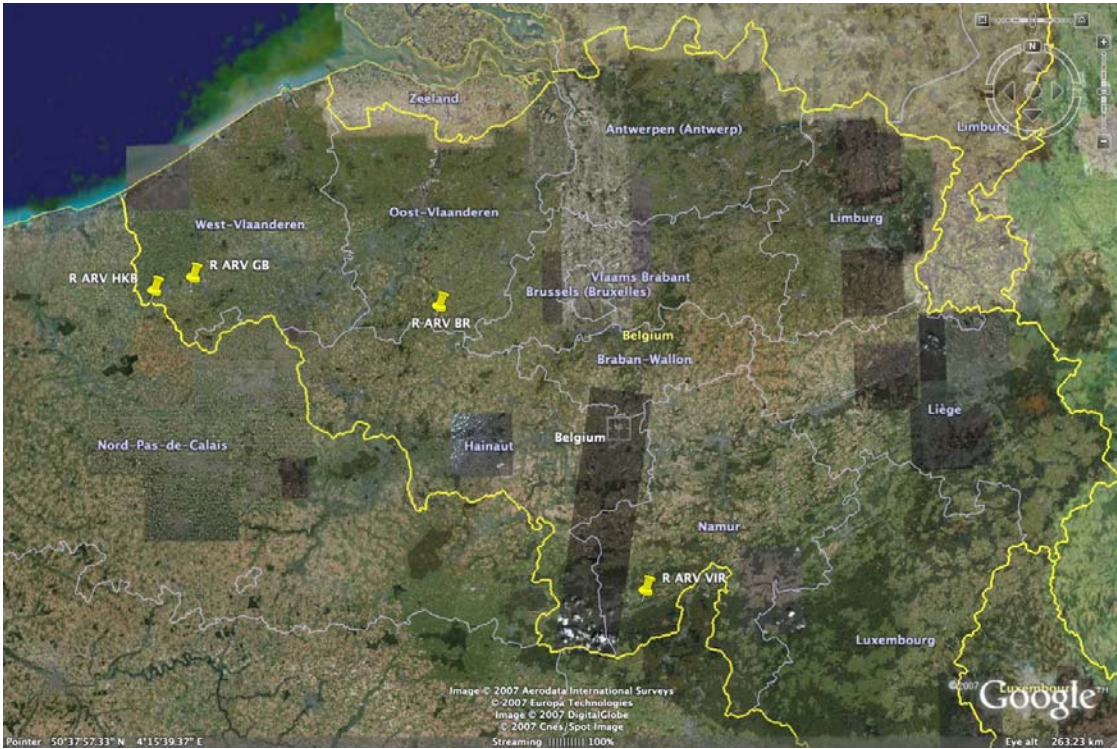 N
Zeeland
Antwerpen (Antwerp)
Limburg
Oost-Vlaanderen
West-Vlaanderen
Limburg
R ARV GB
R ARV HKB
Vlaams Brabant
Brussels (Bruxelles)
R ARV BR
Belgium
Braban-Wallon
Liège
Belgium
Nord-Pas-de-Calais
Hainaut
Namur
R ARV VIR
Luxembourg
Luxembourg
Image © 2007 Aerodata International Surveys
© 2007 Europa Technologies
Image © 2007 DigitalGlobe
© 2007 Cnes/Spot Image
©2007 Google™
Pointer 50°37'57.33" N 4°15'39.37" E Streaming 100% Eye alt 263.23 km